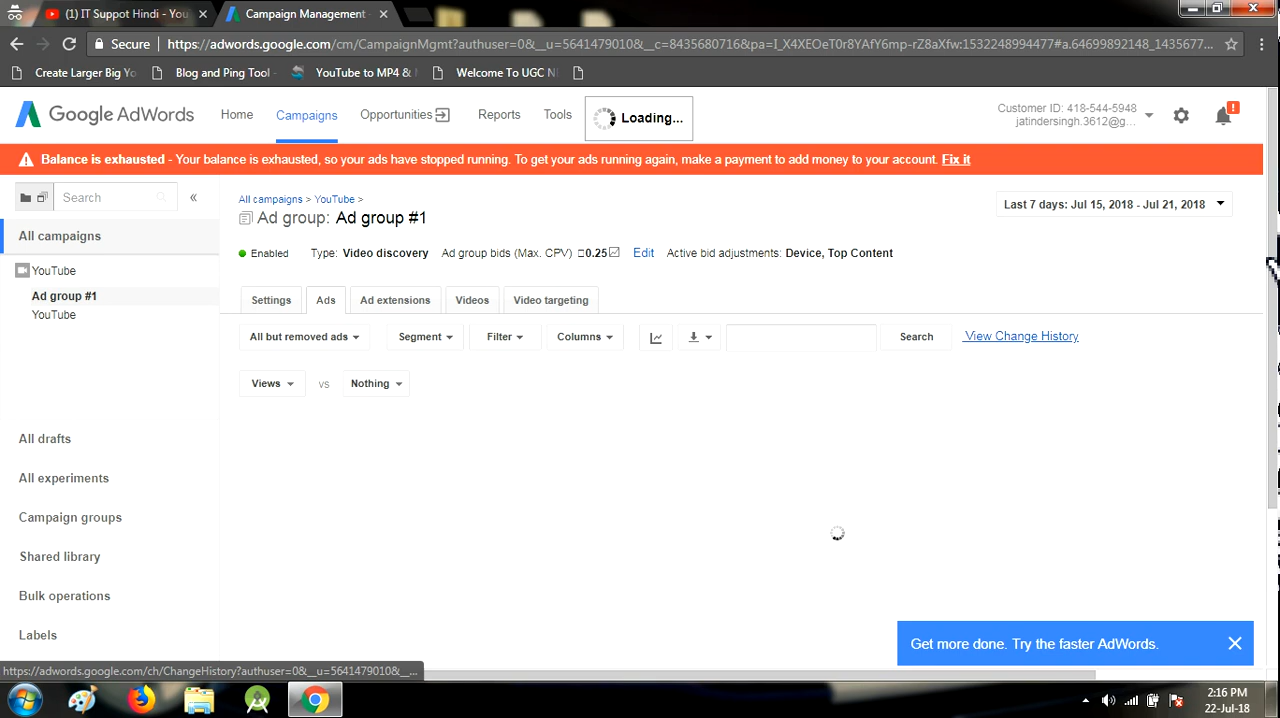 (1) IT Suppot Hindi - You
Campaign Management -
Secure
https://adwords.google.com/cm/CampaignMgmt?authuser=0&__u=5641479010&__c=8435680716&pa=I_X4XEOeT0r8YAfY6mp-rZ8aXfw:1532248994477#a.64699892148_1435677...
Create Larger Big Yo
Blog and Ping Tool -
YouTube to MP4 &
Welcome To UGC NE
Google AdWords
Home
Campaigns
Opportunities
Reports
Tools
Loading...
Customer ID: 418-544-5948
jatindersingh.3612@g...
Balance is exhausted - Your balance is exhausted, so your ads have stopped running. To get your ads running again, make a payment to add money to your account. Fix it
Search
«
All campaigns > YouTube >
Ad group: Ad group #1
Last 7 days: Jul 15, 2018 - Jul 21, 2018
All campaigns
Enabled Type: Video discovery Ad group bids (Max. CPV) 0.25 Edit Active bid adjustments: Device, Top Content
YouTube
Ad group #1
YouTube
Settings
Ads
Ad extensions
Videos
Video targeting
All but removed ads
Segment
Filter
Columns
Search
View Change History
Views
vs
Nothing
All drafts
All experiments
Campaign groups
Shared library
Bulk operations
Labels
Get more done. Try the faster AdWords.
https://adwords.google.com/ch/ChangeHistory?authuser=0&__u=5641479010&__...
2:16 PM
22-Jul-18